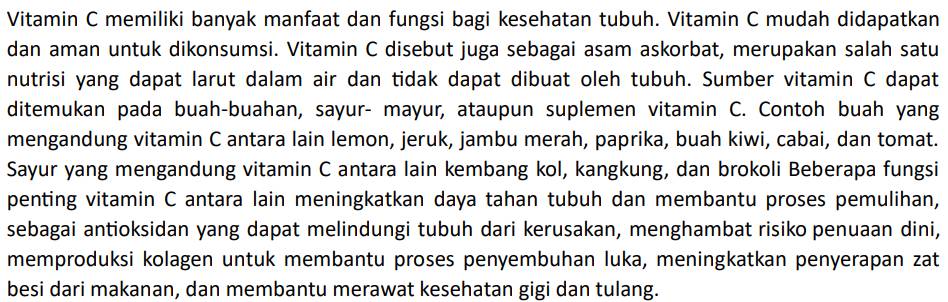 Vitamin C memiliki banyak manfaat dan fungsi bagi kesehatan tubuh. Vitamin C mudah didapatkan
dan aman untuk dikonsumsi. Vitamin C disebut juga sebagai asam askorbat, merupakan salah satu
nutrisi yang dapat larut dalam air dan tidak dapat dibuat oleh tubuh. Sumber vitamin C dapat
ditemukan pada buah-buahan, sayur- mayur, ataupun suplemen vitamin C. Contoh buah yang
mengandung vitamin C antara lain lemon, jeruk, jambu merah, paprika, buah kiwi, cabai, dan tomat.
Sayur yang mengandung vitamin C antara lain kembang kol, kangkung, dan brokoli Beberapa fungsi
penting vitamin C antara lain meningkatkan daya tahan tubuh dan membantu proses pemulihan,
sebagai antioksidan yang dapat melindungi tubuh dari kerusakan, menghambat risiko penuaan dini,
memproduksi kolagen untuk membantu proses penyembuhan luka, meningkatkan penyerapan zat
besi dari makanan, dan membantu merawat kesehatan gigi dan tulang.